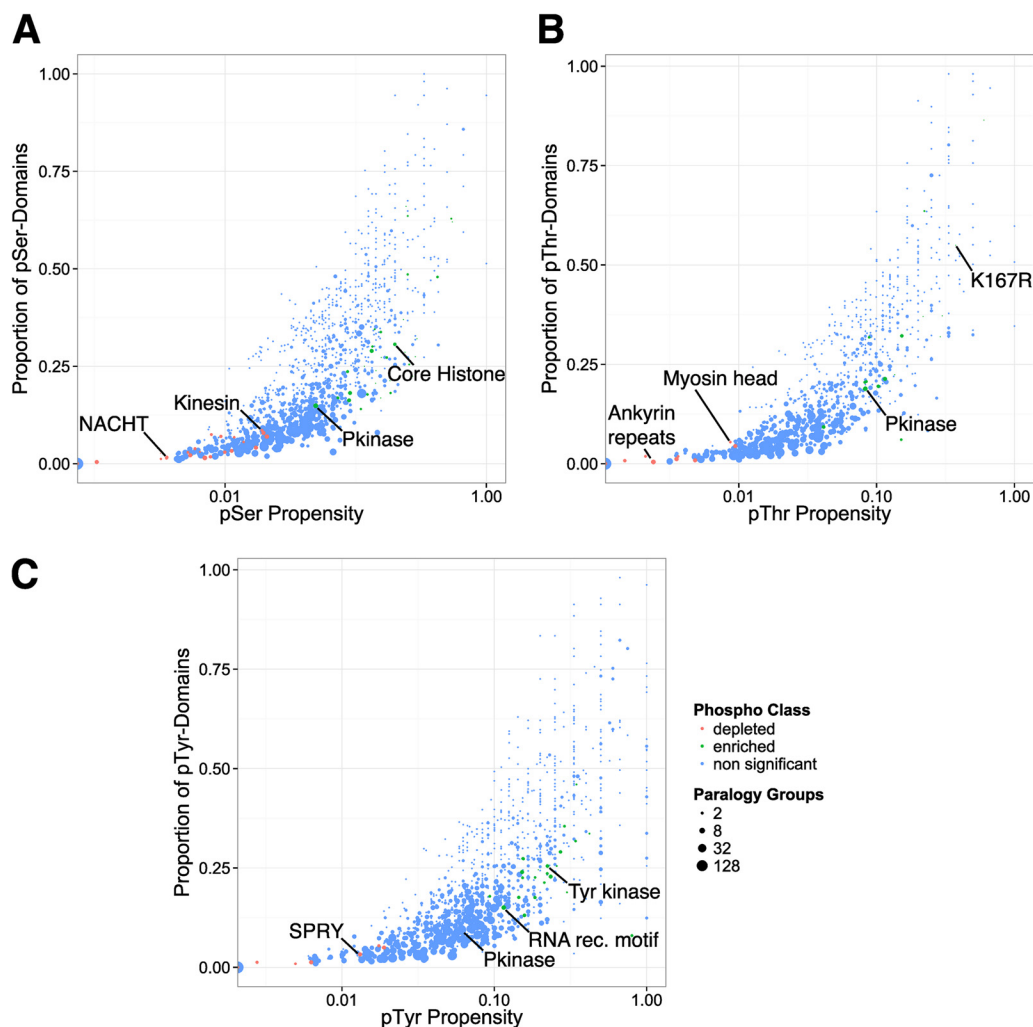 A
B
Proportion of pSer-Domains
1.00
0.75
0.50
0.25
0.00
NACHT
Kinesin
Core Histone
Pkinase
0.01
1.00
pSer Propensity
Proportion of pThr-Domains
1.00
0.75
0.50
0.25
0.00
K167R
Myosin head
Ankyrin
repeats
Pkinase
0.01
0.10
1.00
pThr Propensity
C
Proportion of pTyr-Domains
1.00
0.75
0.50
0.25
0.00
SPRY
Tyr kinase
RNA rec. motif
Pkinase
0.01
0.10
1.00
pTyr Propensity
Phospho Class
depleted
enriched
non significant
Paralogy Groups
2
8
32
128